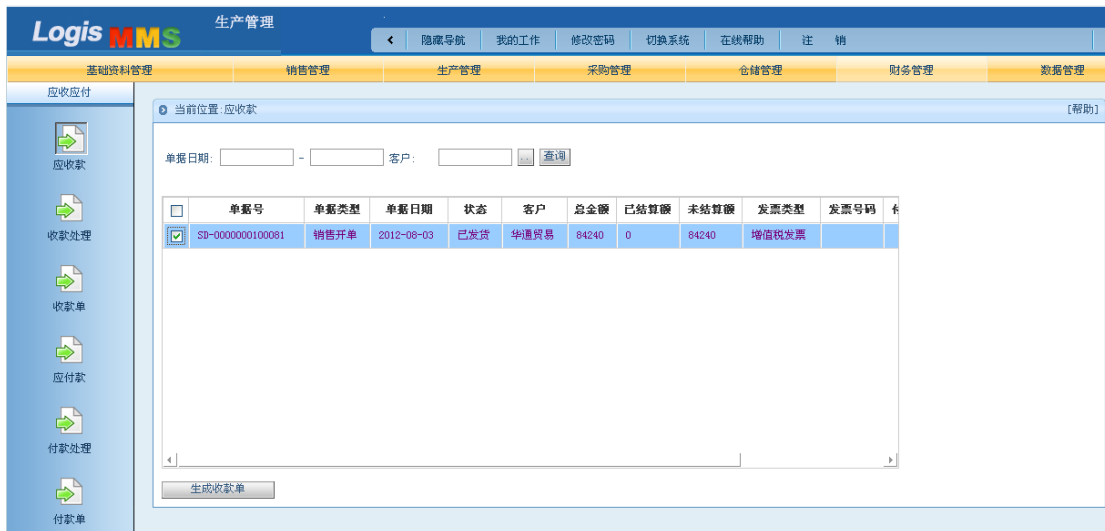 Logis MMS
生产管理
隐藏导航 我的工作 修改密码 切换系统 在线帮助 注 销
基础资料管理 销售管理 生产管理 采购管理 仓储管理 财务管理 数据管理
应收应付
当前位置:应收款 [帮助]
应收款
收款处理
收款单
应付款
付款处理
付款单
单据日期: - 客户: .. 查询
单据号 单据类型 单据日期 状态 客户 总金额 已结算额 未结算额 发票类型 发票号码
SD-0000000100081 销售开单 2012-08-03 已发货 华通贸易 84240 0 84240 增值税发票
生成收款单